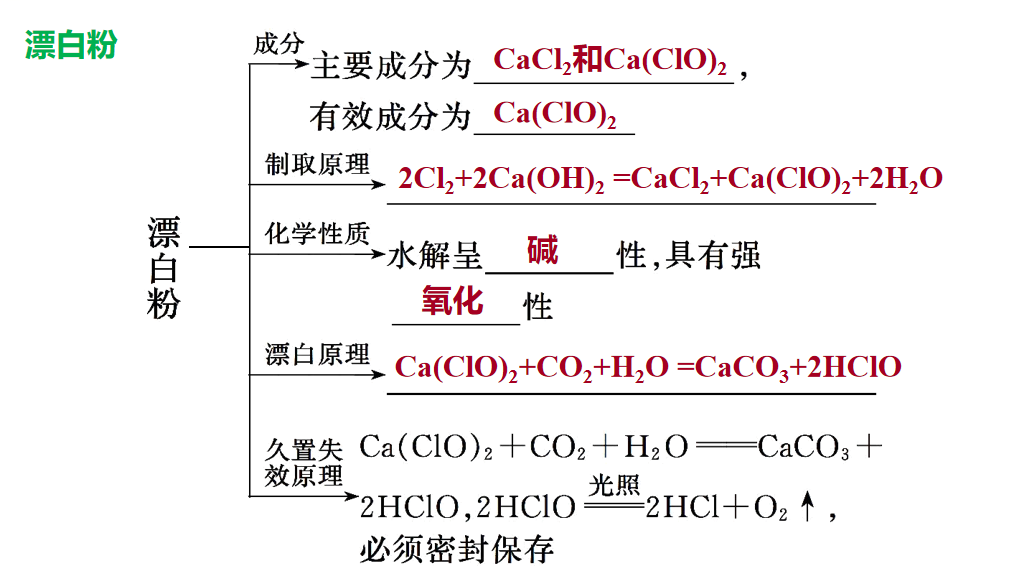 漂白粉
成分
主要成分为 CaCl₂和Ca(ClO)₂ ,
有效成分为 Ca(ClO)₂
制取原理
2Cl₂+2Ca(OH)₂ =CaCl₂+Ca(ClO)₂+2H₂O
漂白粉
化学性质
水解呈 碱 性,具有强
氧化 性
漂白原理
Ca(ClO)₂+CO₂+H₂O =CaCO₃+2HClO
久置失
效原理
Ca(ClO)₂+CO₂+H₂O══CaCO₃+
光照
2HClO,2HClO══2HCl+O₂↑,
必须密封保存